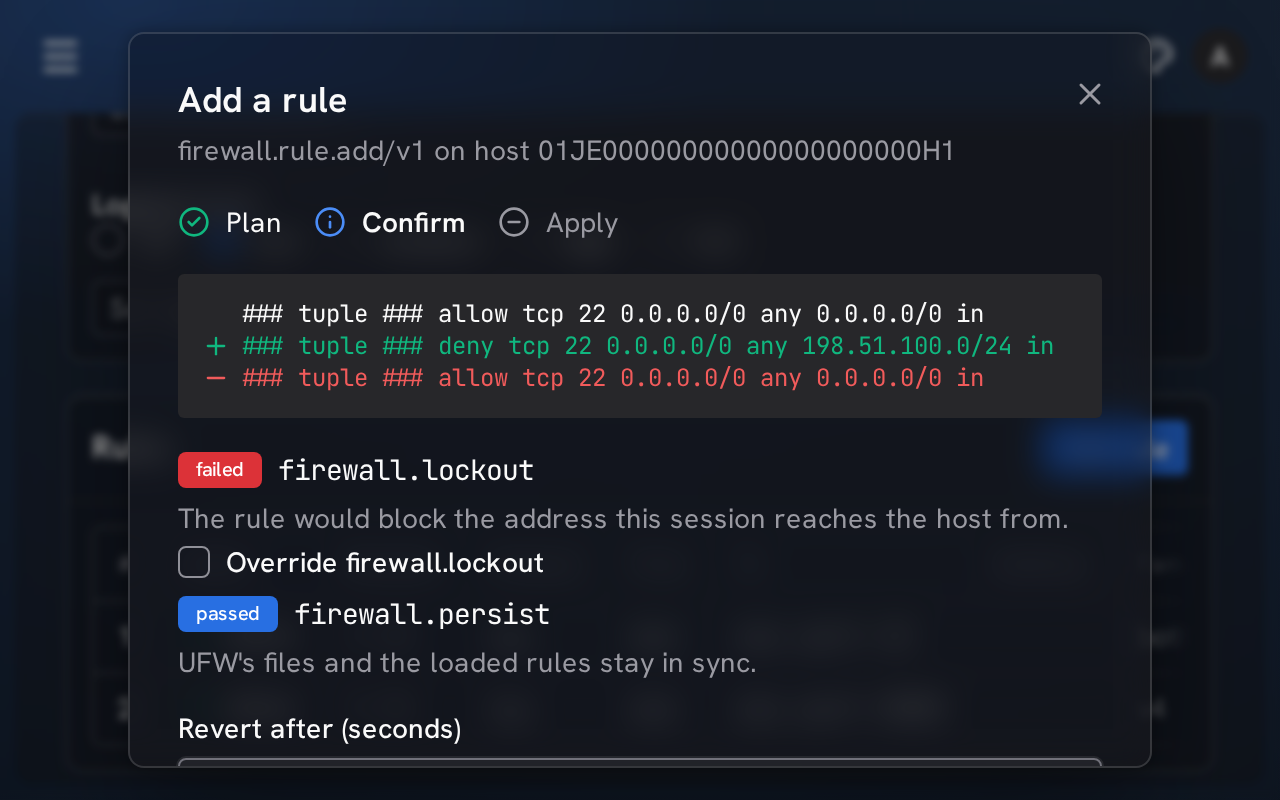 Add a rule
firewall.rule.add/v1 on host 01JE00000000000000000000H1
Plan Confirm Apply
### tuple ### allow tcp 22 0.0.0.0/0 any 0.0.0.0/0 in
+ ### tuple ### deny tcp 22 0.0.0.0/0 any 198.51.100.0/24 in
− ### tuple ### allow tcp 22 0.0.0.0/0 any 0.0.0.0/0 in
failed firewall.lockout
The rule would block the address this session reaches the host from.
Override firewall.lockout
passed firewall.persist
UFW's files and the loaded rules stay in sync.
Revert after (seconds)